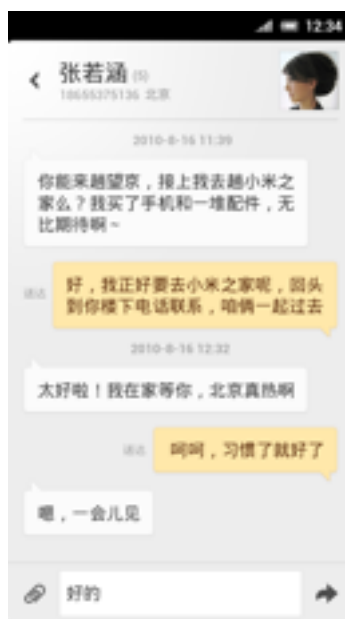 12:34
张若涵 (5)
18655375136 北京
2010-8-16 11:39
你能来趟望京，接上我去趟小米之
家么？我买了手机和一堆配件，无
比期待啊~
好，我正好要去小米之家呢，回头
到你楼下电话联系，咱俩一起过去
送达
2010-8-16 12:32
太好啦！我在家等你，北京真热啊
送达
呵呵，习惯了就好了
嗯，一会儿见
好的